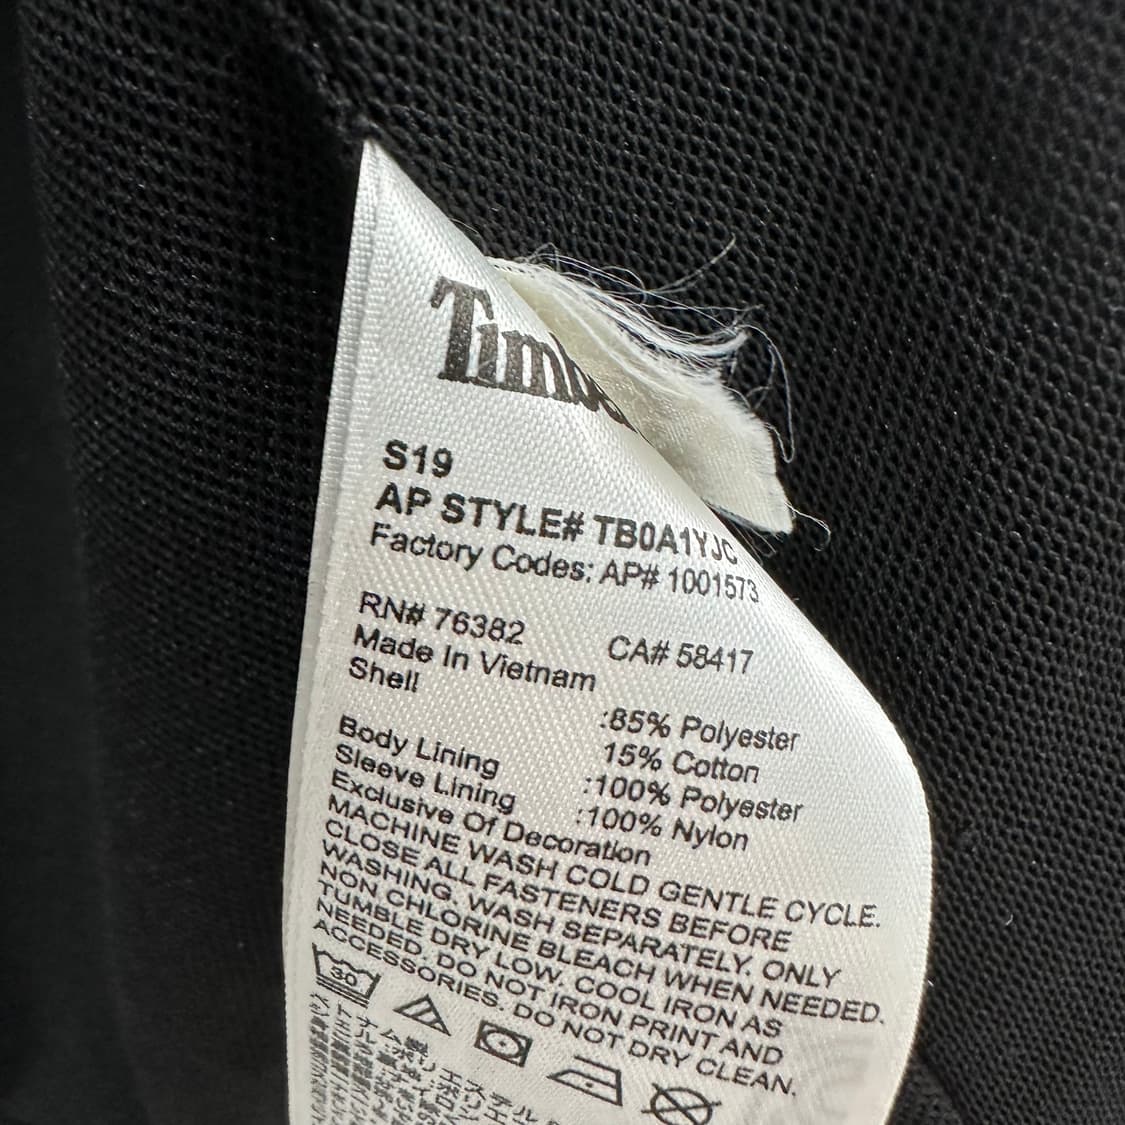 Timbe
S19
AP STYLE# TB0A1YJC
Factory Codes: AP# 1001573
RN# 76382 CA# 58417
Made In Vietnam
Shell :85% Polyester
15% Cotton
Body Lining :100% Polyester
Sleeve Lining :100% Nylon
Exclusive Of Decoration
MACHINE WASH COLD GENTLE CYCLE.
CLOSE ALL FASTENERS BEFORE
WASHING. WASH SEPARATELY. ONLY
NON CHLORINE BLEACH WHEN NEEDED.
TUMBLE DRY LOW. COOL IRON AS
NEEDED. DO NOT IRON PRINT AND
ACCESSORIES. DO NOT DRY CLEAN.
30